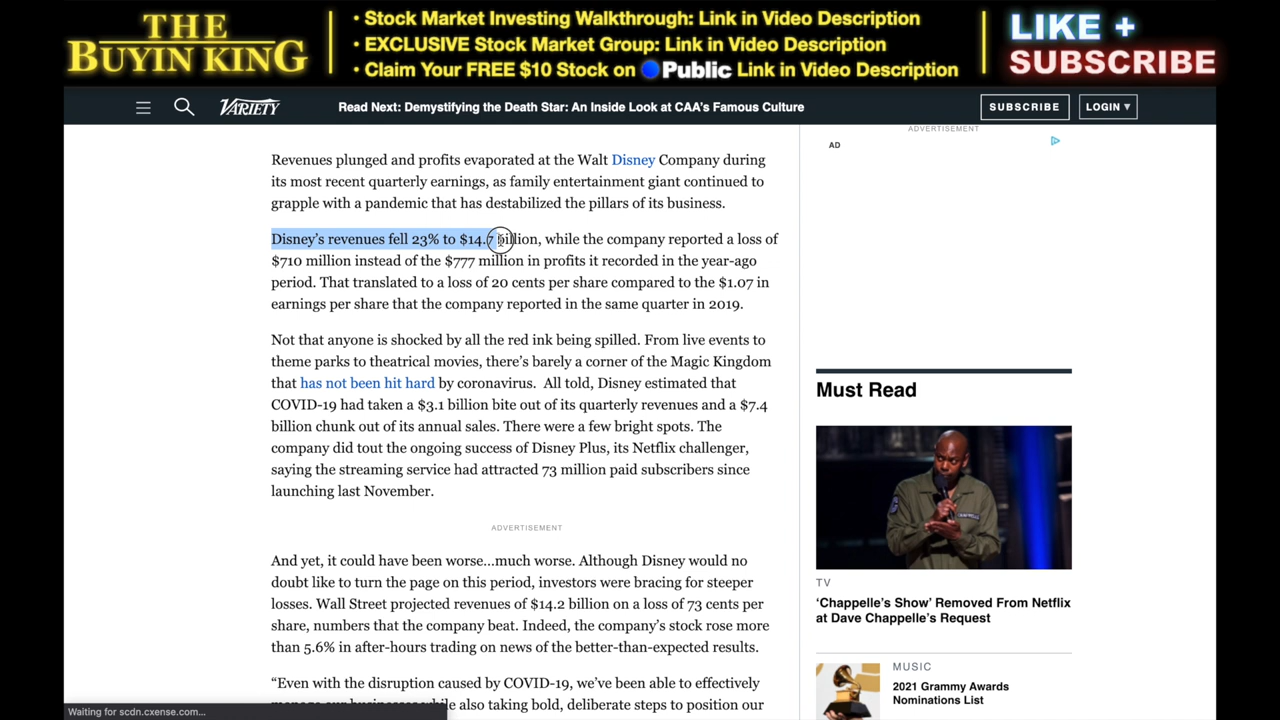 THE
BUYIN KING
• Stock Market Investing Walkthrough: Link in Video Description
• EXCLUSIVE Stock Market Group: Link in Video Description
• Claim Your FREE $10 Stock on Public Link in Video Description
LIKE +
SUBSCRIBE
VARIETY
Read Next: Demystifying the Death Star: An Inside Look at CAA's Famous Culture
SUBSCRIBE
LOGIN ▾
Revenues plunged and profits evaporated at the Walt Disney Company during
its most recent quarterly earnings, as family entertainment giant continued to
grapple with a pandemic that has destabilized the pillars of its business.
Disney's revenues fell 23% to $14.7 billion, while the company reported a loss of
$710 million instead of the $777 million in profits it recorded in the year-ago
period. That translated to a loss of 20 cents per share compared to the $1.07 in
earnings per share that the company reported in the same quarter in 2019.
Not that anyone is shocked by all the red ink being spilled. From live events to
theme parks to theatrical movies, there's barely a corner of the Magic Kingdom
that has not been hit hard by coronavirus.  All told, Disney estimated that
COVID-19 had taken a $3.1 billion bite out of its quarterly revenues and a $7.4
billion chunk out of its annual sales. There were a few bright spots. The
company did tout the ongoing success of Disney Plus, its Netflix challenger,
saying the streaming service had attracted 73 million paid subscribers since
launching last November.
ADVERTISEMENT
And yet, it could have been worse…much worse. Although Disney would no
doubt like to turn the page on this period, investors were bracing for steeper
losses. Wall Street projected revenues of $14.2 billion on a loss of 73 cents per
share, numbers that the company beat. Indeed, the company's stock rose more
than 5.6% in after-hours trading on news of the better-than-expected results.
"Even with the disruption caused by COVID-19, we've been able to effectively
manage our businesses while also taking bold, deliberate steps to position our
Waiting for scdn.cxense.com...
ADVERTISEMENT
AD
Must Read
TV
'Chappelle's Show' Removed From Netflix
at Dave Chappelle's Request
MUSIC
2021 Grammy Awards
Nominations List